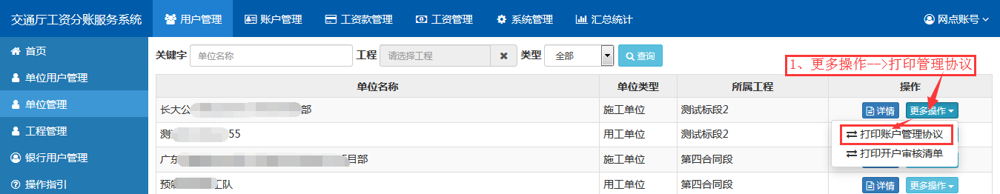 交通厅工资分账服务系统 用户管理 账户管理 工资款管理 工资管理 系统管理 汇总统计 网点账号
首页
单位用户管理
单位管理
工程管理
银行用户管理
操作指引
关键字 单位名称 工程 请选择工程 类型 全部 查询
1、更多操作-->打印管理协议
单位名称 单位类型 所属工程 操作
长大公 部 施工单位 测试标段2 详情 更多操作
测 55 用工单位 测试标段2
打印账户管理协议
打印开户审核清单
广东 项目部 施工单位 第四合同段
预制 工队 用工单位 第四合同段 详情 更多操作